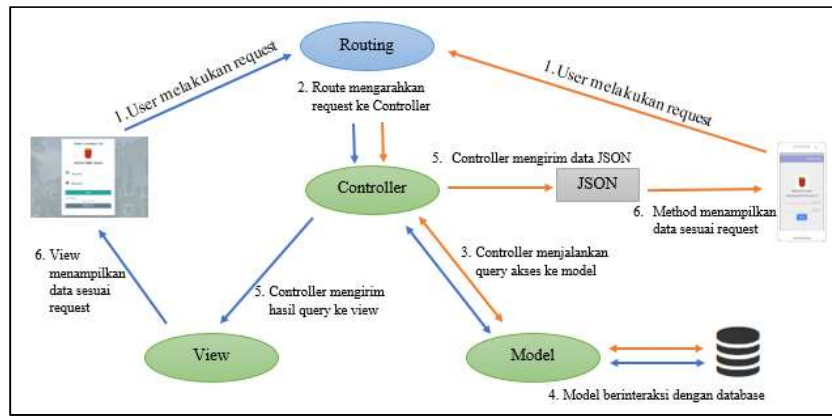 Routing
1.User melakukan request
1.User melakukan request
2. Route mengarahkan
request ke Controller
5. Controller mengirim data JSON
Controller
JSON
6. Method menampilkan
data sesuai request
3. Controller menjalankan
query akses ke model
6. View
menampilkan
data sesuai
request
5. Controller mengirim
hasil query ke view
View
Model
4. Model berinteraksi dengan database